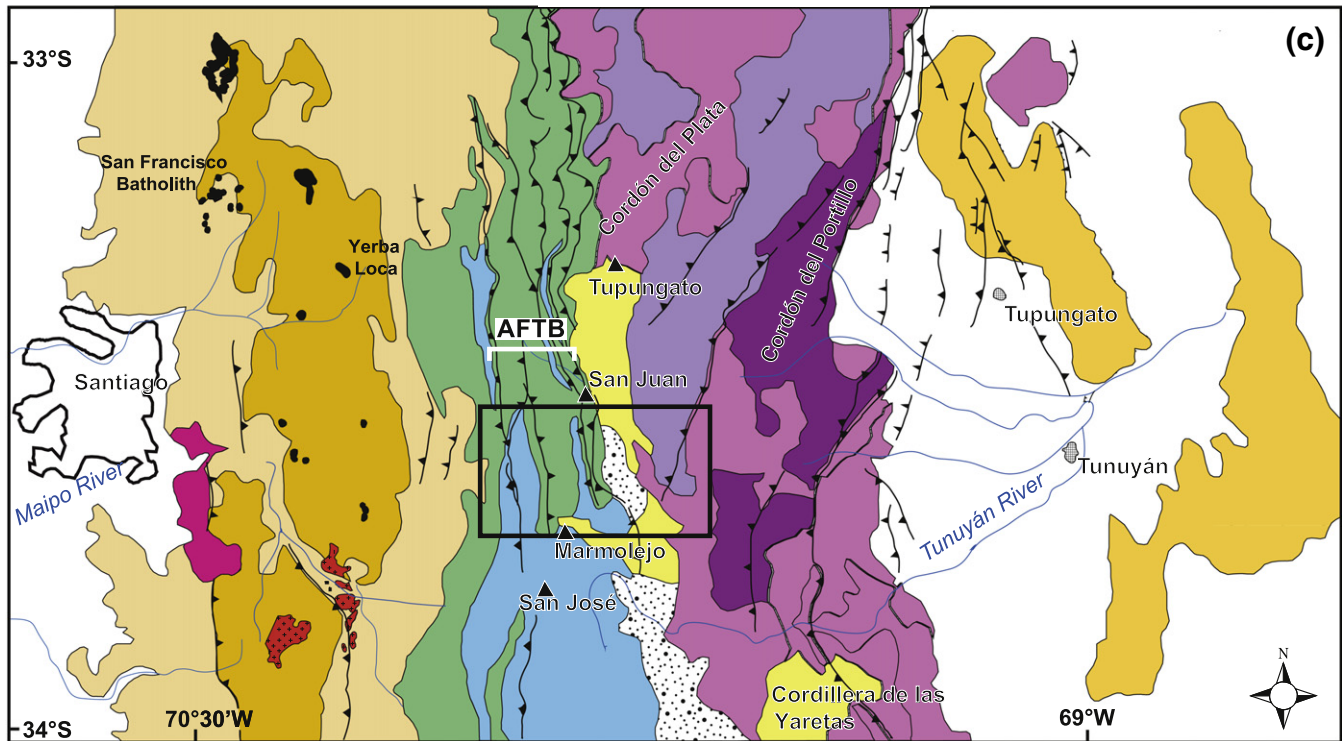 (c)
33°S
San Francisco
Batholith
Yerba
Loca
Cordón del Plata
Cordón del Portillo
Tupungato
Tupungato
AFTB
Santiago
San Juan
Maipo River
Tunuyán
Tunuyán River
Marmolejo
San José
Cordillera de las
Yaretas
N
34°S
70°30'W
69°W